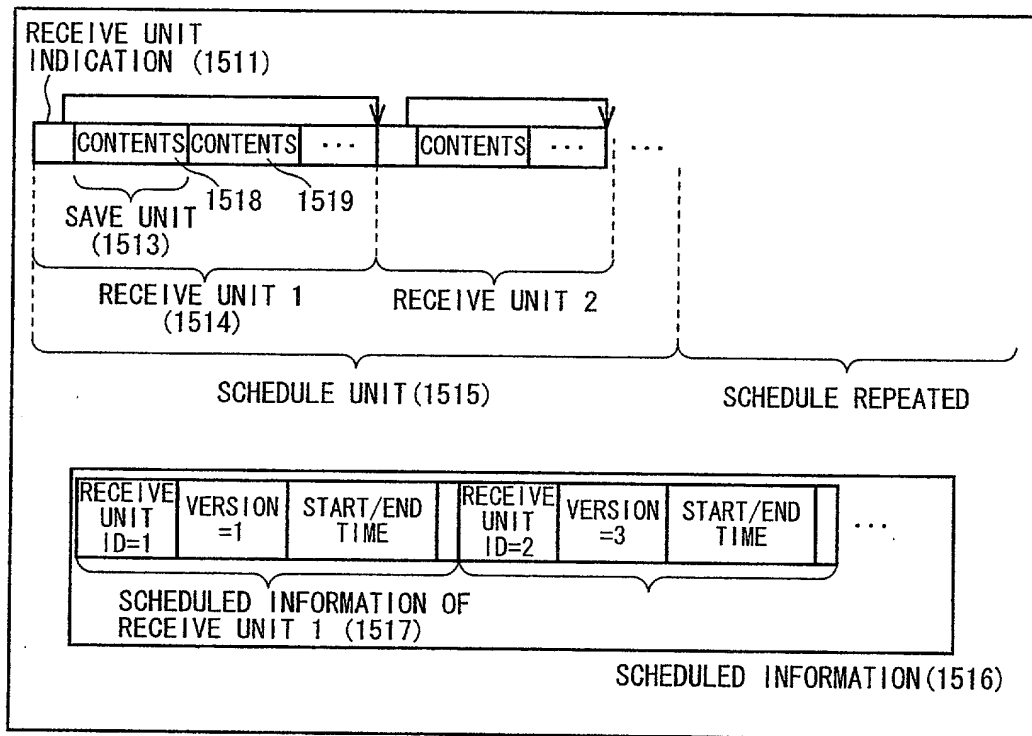 RECEIVE UNIT
INDICATION (1511)
CONTENTS CONTENTS ... CONTENTS ... ...
1518 1519
SAVE UNIT
(1513)
RECEIVE UNIT 1 RECEIVE UNIT 2
(1514)
SCHEDULE UNIT (1515) SCHEDULE REPEATED
RECEIVE
UNIT
ID=1
VERSION
=1
START/END
TIME
RECEIVE
UNIT
ID=2
VERSION
=3
START/END
TIME
...
SCHEDULED INFORMATION OF
RECEIVE UNIT 1 (1517)
SCHEDULED INFORMATION (1516)